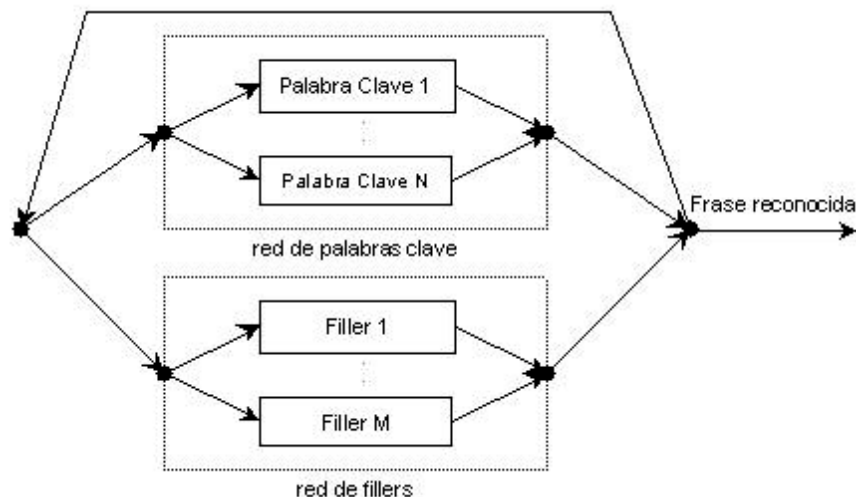 Palabra Clave 1
Palabra Clave N
Frase reconocida
red de palabras clave
Filler 1
Filler M
red de fillers